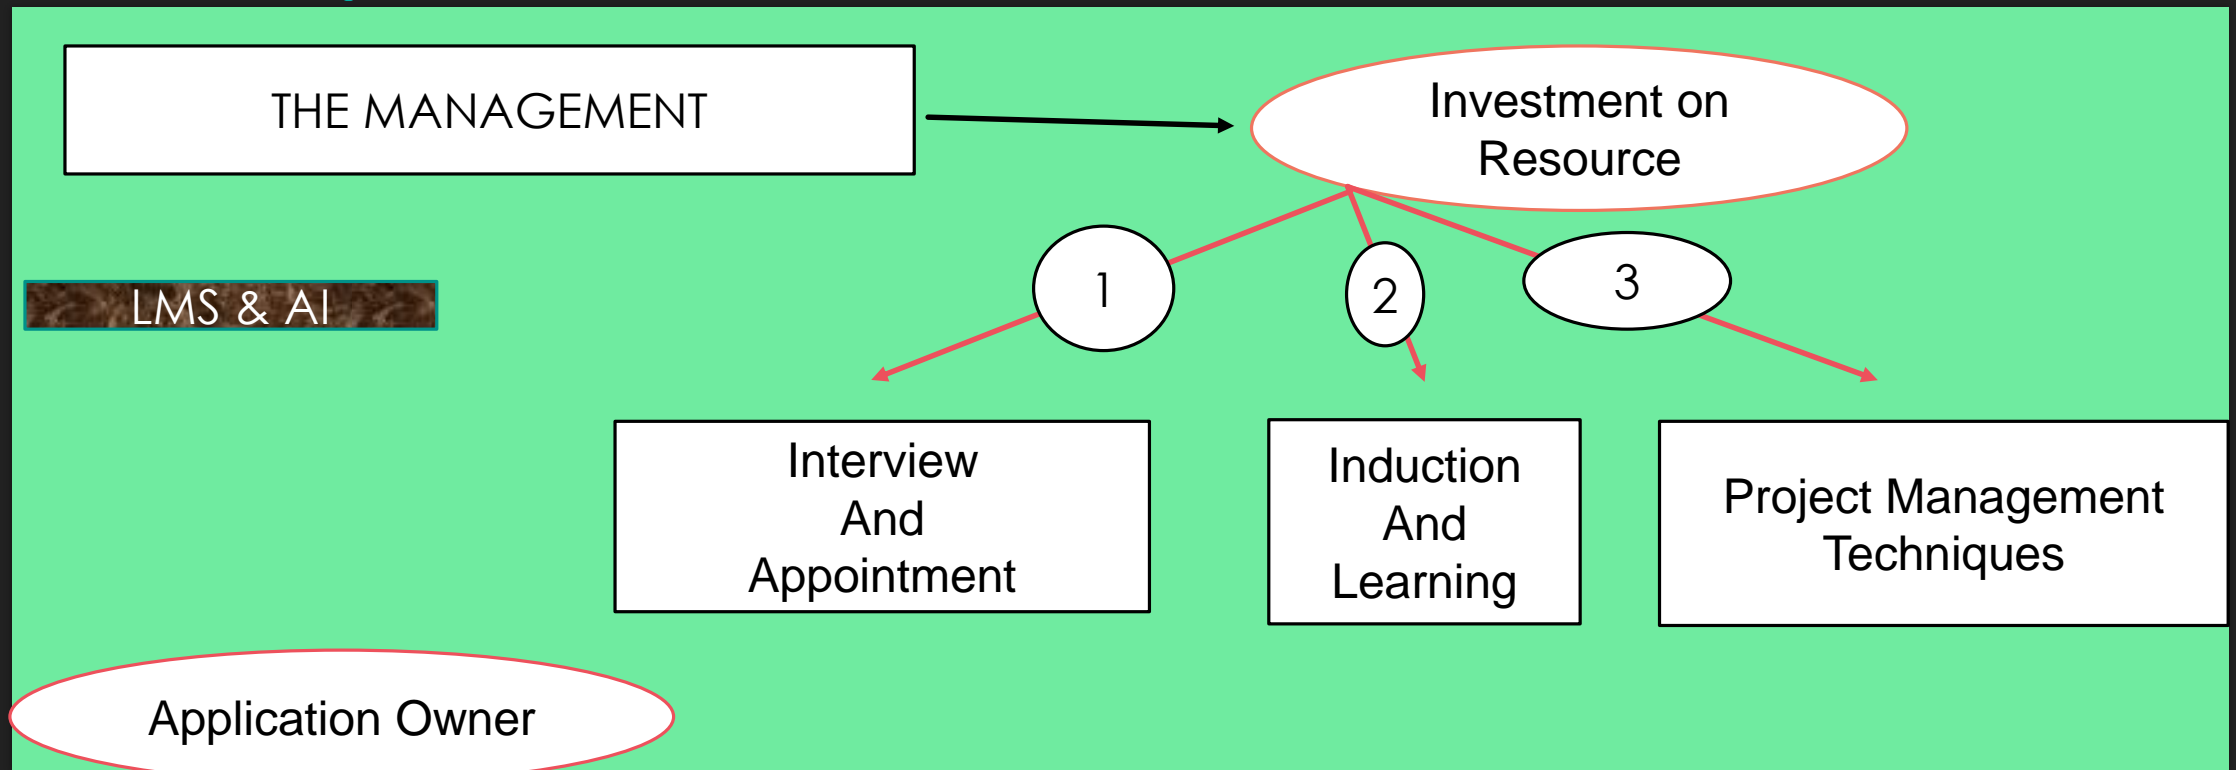 THE MANAGEMENT
Investment on
Resource
1
2
3
LMS & AI
Interview
And
Appointment
Induction
And
Learning
Project Management
Techniques
Application Owner